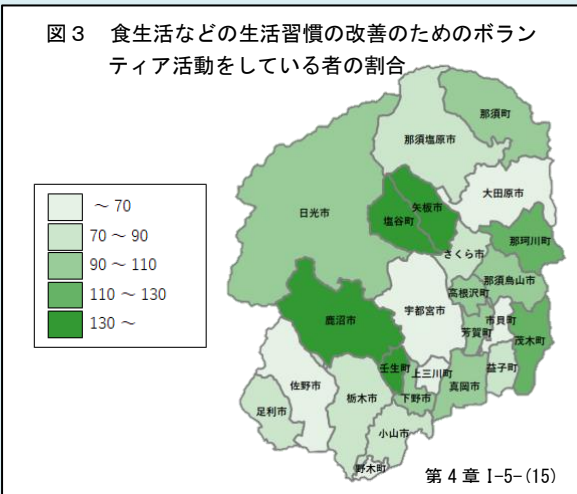 図３　食生活などの生活習慣の改善のためのボラン
ティア活動をしている者の割合
～ 70
70 ～ 90
90 ～ 110
110 ～ 130
130 ～
那須町
那須塩原市
大田原市
矢板市
日光市
塩谷町
那珂川町
さくら市
那須烏山市
高根沢町
鹿沼市
宇都宮市
市貝町
芳賀町
茂木町
壬生町
上三川町
益子町
真岡市
佐野市
栃木市
下野市
足利市
小山市
野木町
第４章 Ⅰ-5-(15)